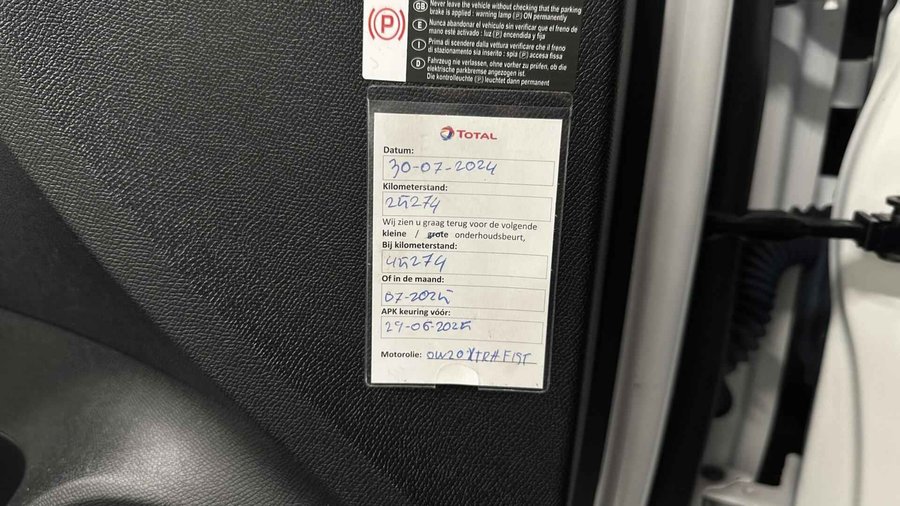 GB Never leave the vehicle without checking that the parking
brake is applied : warning lamp (P) ON permanently
E Nunca abandonar el vehículo sin verificar que el freno de
mano esté activado : luz (P) encendida y fija
I Prima di scendere dalla vettura verificare che il freno
di stazionamento sia inserito : spia (P) accesa fissa
D Fahrzeug nie verlassen, ohne vorher zu prüfen, ob die
elektrische parkbremse angezogen ist.
Die kontrolleuchte (P) leuchtet dann permanent
(P)
TOTAL
Datum:
30-07-2024
Kilometerstand:
25274
Wij zien u graag terug voor de volgende
kleine / grote onderhoudsbeurt,
Bij kilometerstand:
45274
Of in de maand:
07-2025
APK keuring vóór:
29-06-2025
Motorolie: 0W20 XTRA FIRST